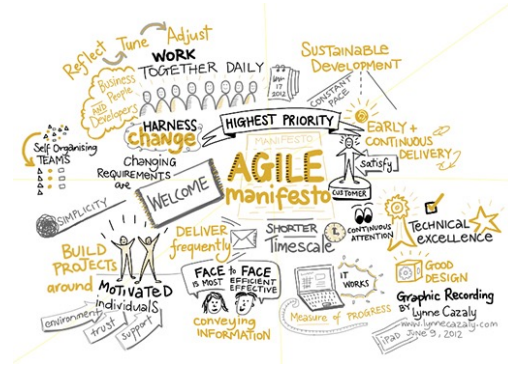 Reflect
Tune
Adjust
WORK
TOGETHER DAILY
Business
People
AND
Developers
SEP
17
2012
SUSTAINABLE
DEVELOPMENT
CONSTANT
PACE
HIGHEST PRIORITY
HARNESS
change
CHANGING
REQUIREMENTS
are
WELCOME
Self Organising
TEAMS
SIMPLICITY
MANIFESTO
AGILE
manifesto
EARLY +
CONTINUOUS
DELIVERY
satisfy
CUSTOMER
BUILD
PROJECTS
around
MOTIVATED
individuals
environment
trust
support
DELIVER
frequently
SHORTER
Timescale
CONTINUOUS
ATTENTION
TECHNICAL
excellence
GOOD
DESIGN
FACE to FACE
IS MOST EFFICIENT
EFFECTIVE
conveying
INFORMATION
IT
WORKS
Measure of PROGRESS
Graphic Recording
BY Lynne Cazaly
www.lynnecazaly.com
iPad JUNE 9, 2012